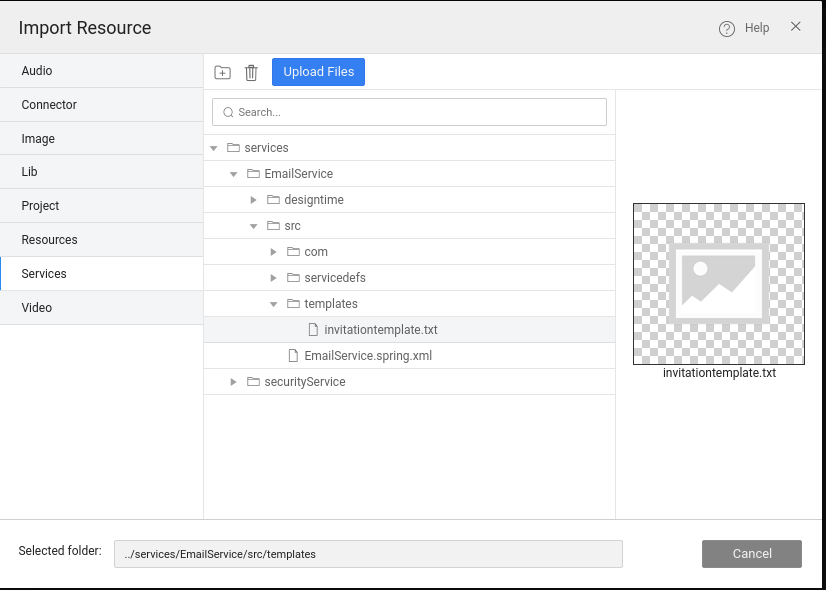 Import Resource
Help
Audio
Connector
Image
Lib
Project
Resources
Services
Video
Upload Files
Search...
services
EmailService
designtime
src
com
servicedefs
templates
invitationtemplate.txt
EmailService.spring.xml
securityService
invitationtemplate.txt
Selected folder:
../services/EmailService/src/templates
Cancel